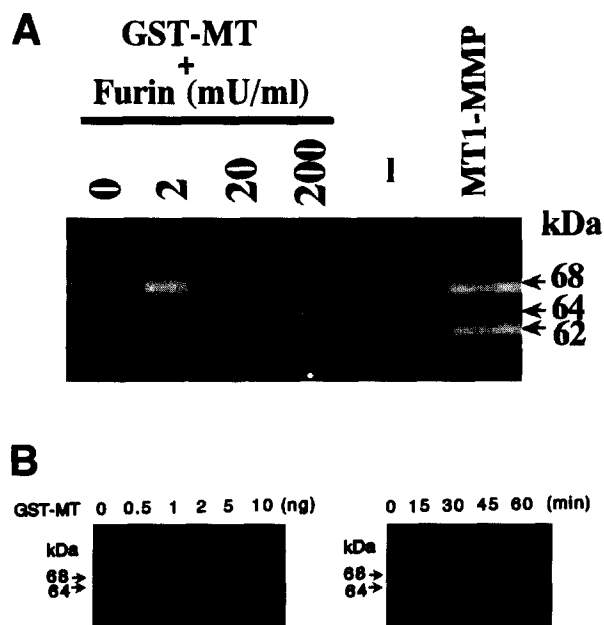 A
GST-MT
+
Furin (mU/ml)
0 2 20 200 - MT1-MMP
kDa
68
64
62
B
GST-MT 0 0.5 1 2 5 10 (ng)
kDa
68
64
0 15 30 45 60 (min)
kDa
68
64